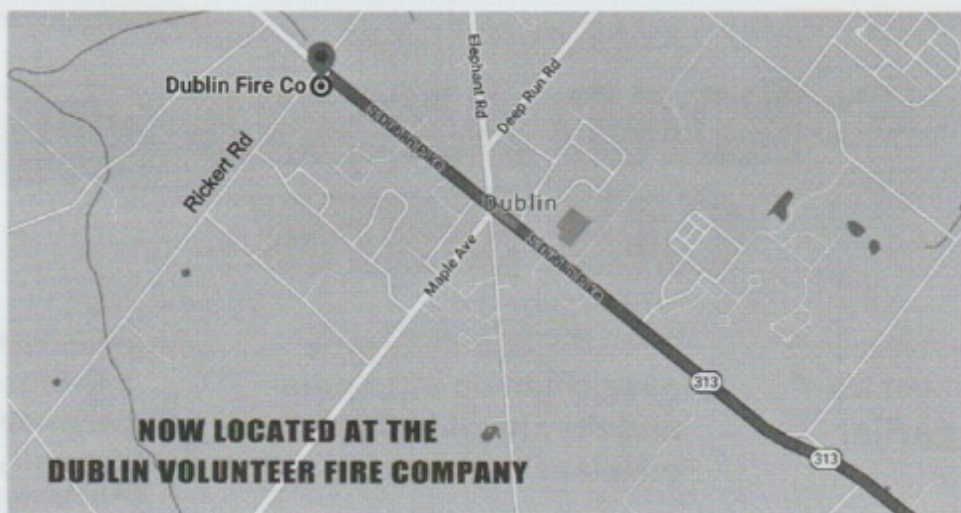 Dublin Fire Co
Elephant Rd
Deep Run Rd
S. Dublin Pike
Rickert Rd
Dublin
S. Dublin Pike
Maple Ave
313
313
NOW LOCATED AT THE
DUBLIN VOLUNTEER FIRE COMPANY